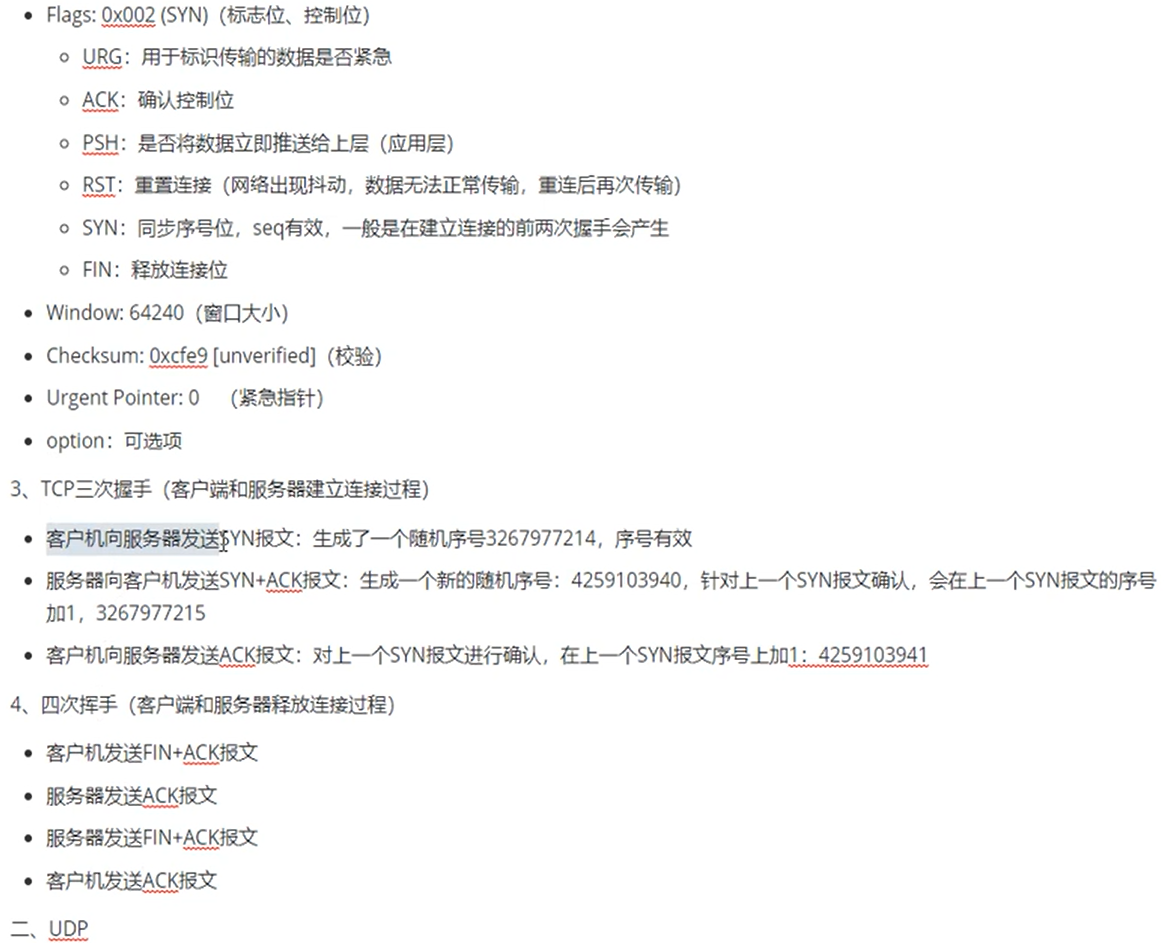 Flags: 0x002 (SYN)（标志位、控制位）
URG：用于标识传输的数据是否紧急
ACK：确认控制位
PSH：是否将数据立即推送给上层（应用层）
RST：重置连接（网络出现抖动，数据无法正常传输，重连后再次传输）
SYN：同步序号位，seq有效，一般是在建立连接的前两次握手会产生
FIN：释放连接位
Window: 64240（窗口大小）
Checksum: 0xcfe9 [unverified]（校验）
Urgent Pointer: 0 （紧急指针）
option：可选项
3、TCP三次握手（客户端和服务器建立连接过程）
客户机向服务器发送SYN报文：生成了一个随机序号3267977214，序号有效
服务器向客户机发送SYN+ACK报文：生成一个新的随机序号：4259103940，针对上一个SYN报文确认，会在上一个SYN报文的序号
加1，3267977215
客户机向服务器发送ACK报文：对上一个SYN报文进行确认，在上一个SYN报文序号上加1：4259103941
4、四次挥手（客户端和服务器释放连接过程）
客户机发送FIN+ACK报文
服务器发送ACK报文
服务器发送FIN+ACK报文
客户机发送ACK报文
二、UDP